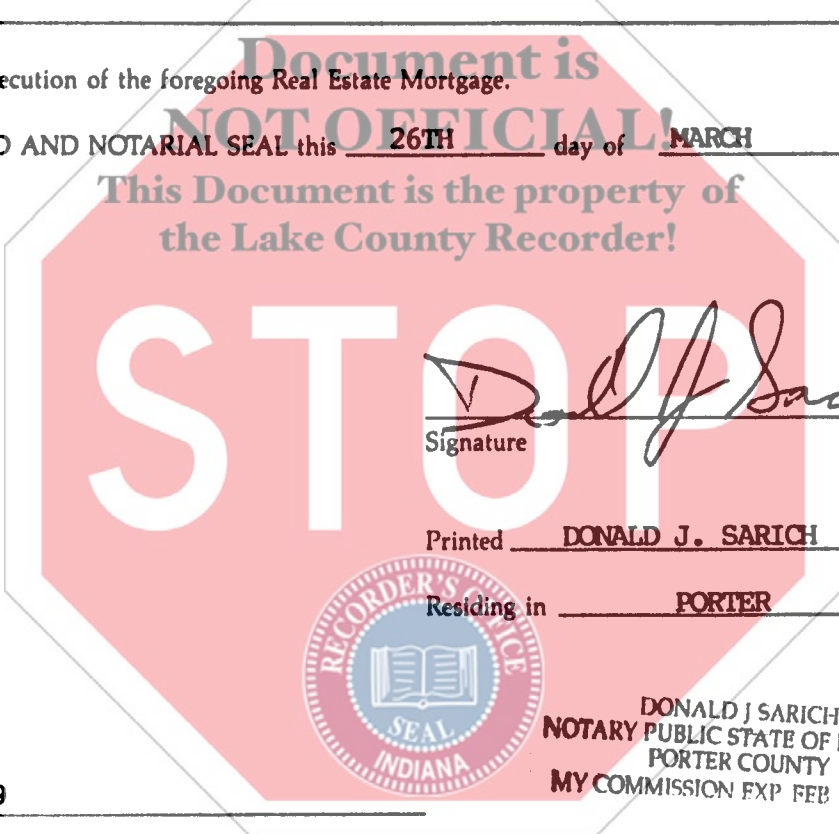 Document is
ecution of the foregoing Real Estate Mortgage.
NOT OFFICIAL!
D AND NOTARIAL SEAL this 26TH day of MARCH
This Document is the property of
the Lake County Recorder!
STOP
Signature
Printed DONALD J. SARICH
Residing in PORTER
RECORDER'S OFFICE
SEAL
INDIANA
DONALD J SARICH
NOTARY PUBLIC STATE OF
PORTER COUNTY
MY COMMISSION EXP FEB
9